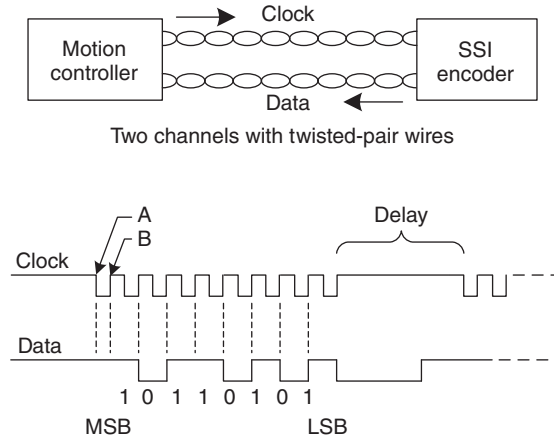 Clock
Motion
controller
SSI
encoder
Data
Two channels with twisted-pair wires
A
B
Delay
Clock
Data
1 0 1 1 0 1 0 1
MSB
LSB